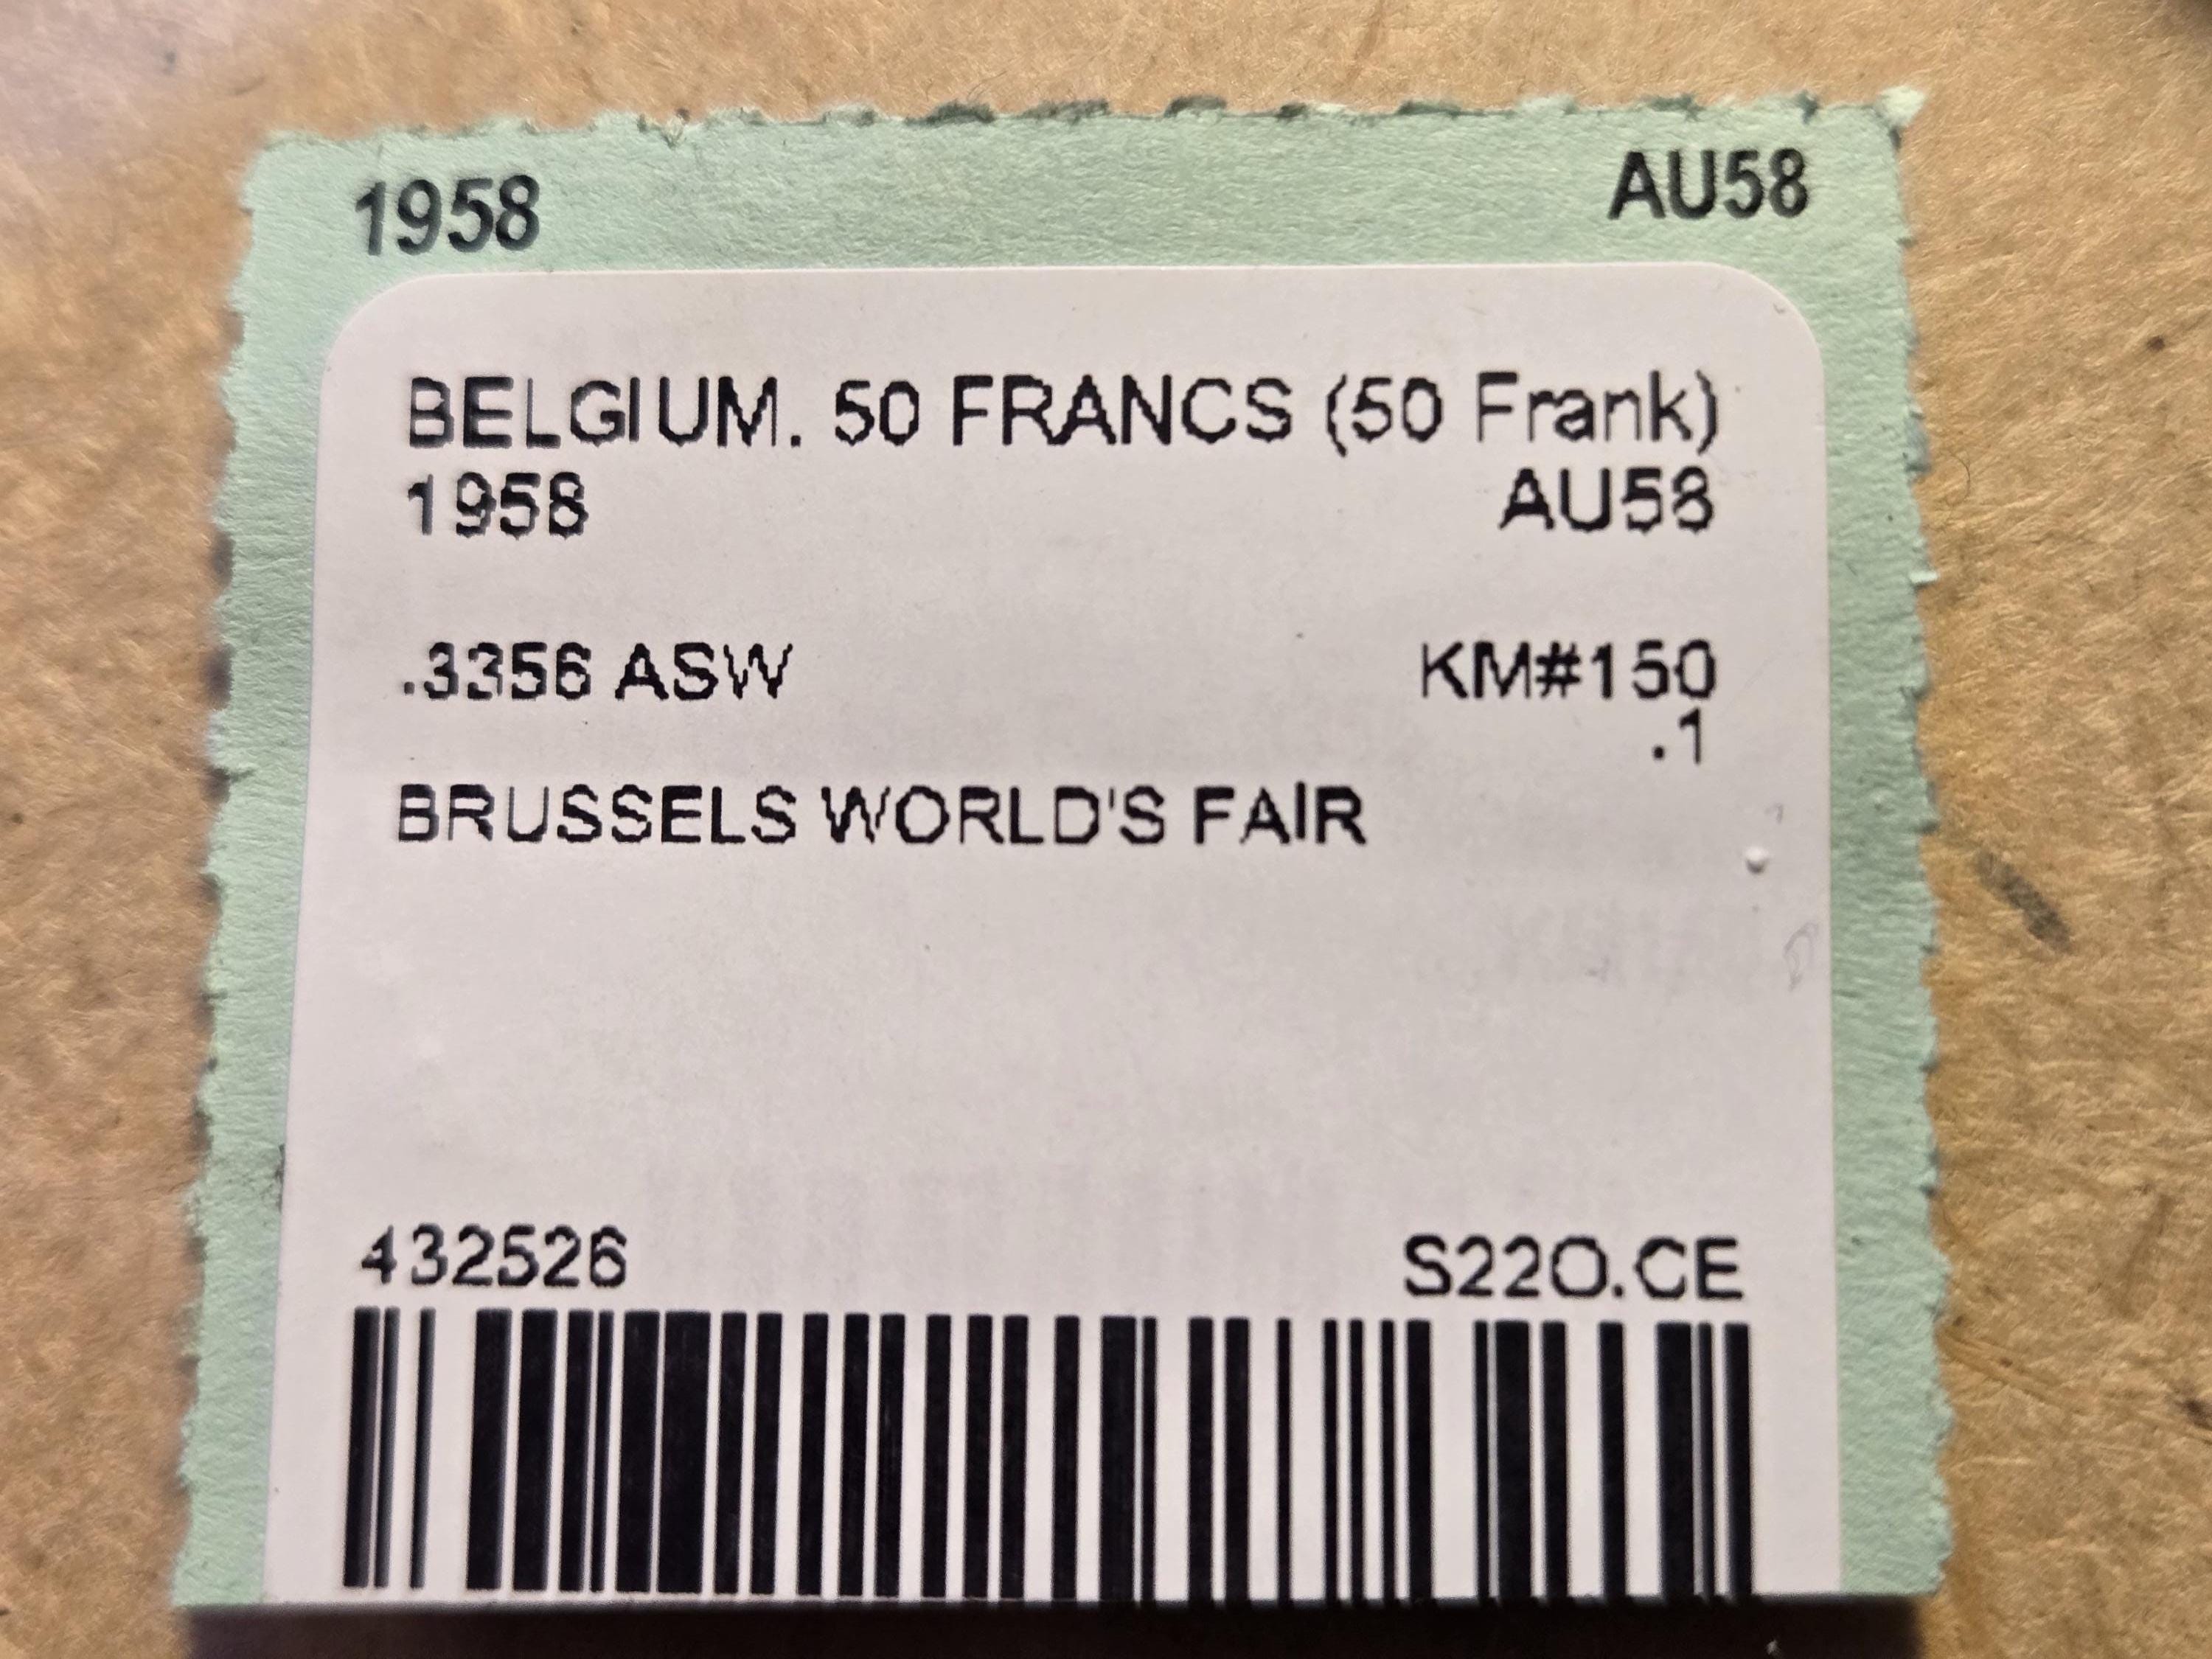 1958 AU58
BELGIUM. 50 FRANCS (50 Frank)
1958 AU58
.3356 ASW KM#150
.1
BRUSSELS WORLD'S FAIR
432526 S22O.CE